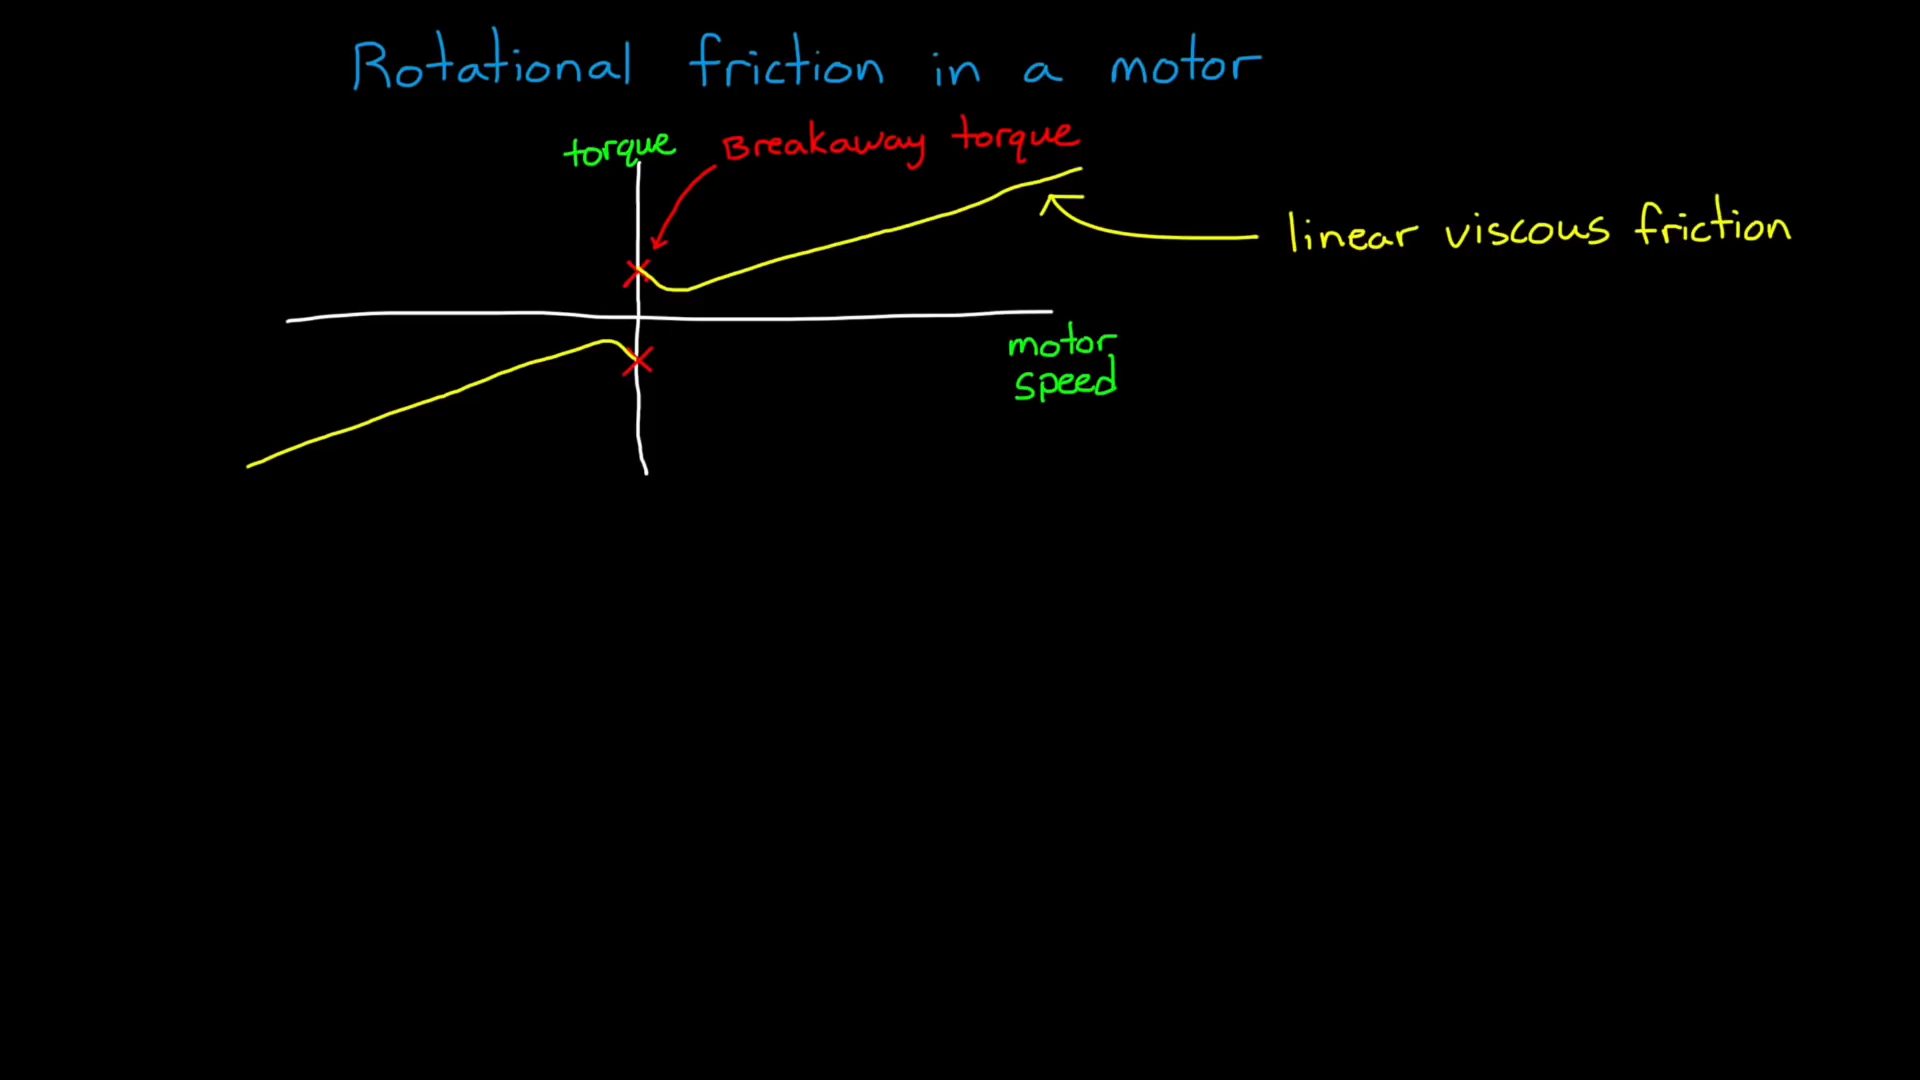 Rotational friction in a motor
torque
Breakaway torque
linear viscous friction
motor
speed